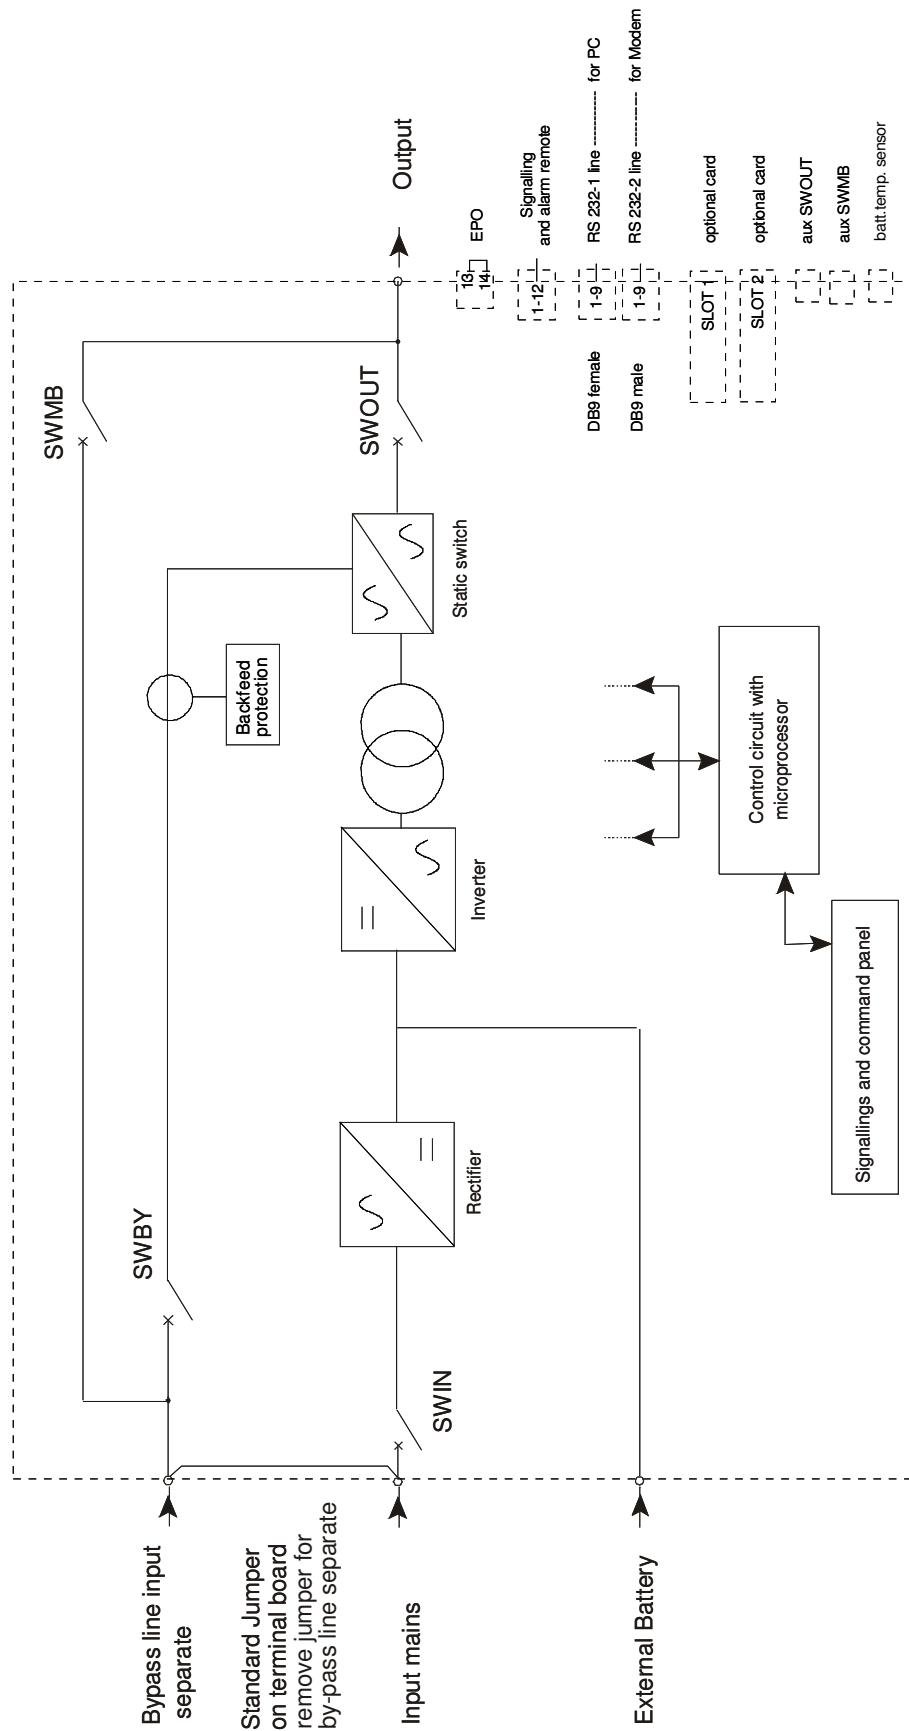 Bypass line input
separate
Standard Jumper
on terminal board
remove jumper for
by-pass line separate
Input mains
External Battery
SWMB
SWBY
SWIN
SWOUT
Backfeed
protection
Rectifier
Inverter
Static switch
Output
Control circuit with
microprocessor
Signallings and command panel
13
14
EPO
1-12
Signalling
and alarm remote
DB9 female
1-9
RS 232-1 line ----------- for PC
DB9 male
1-9
RS 232-2 line ---------- for Modem
SLOT 1
optional card
SLOT 2
optional card
aux SWOUT
aux SWMB
batt.temp. sensor